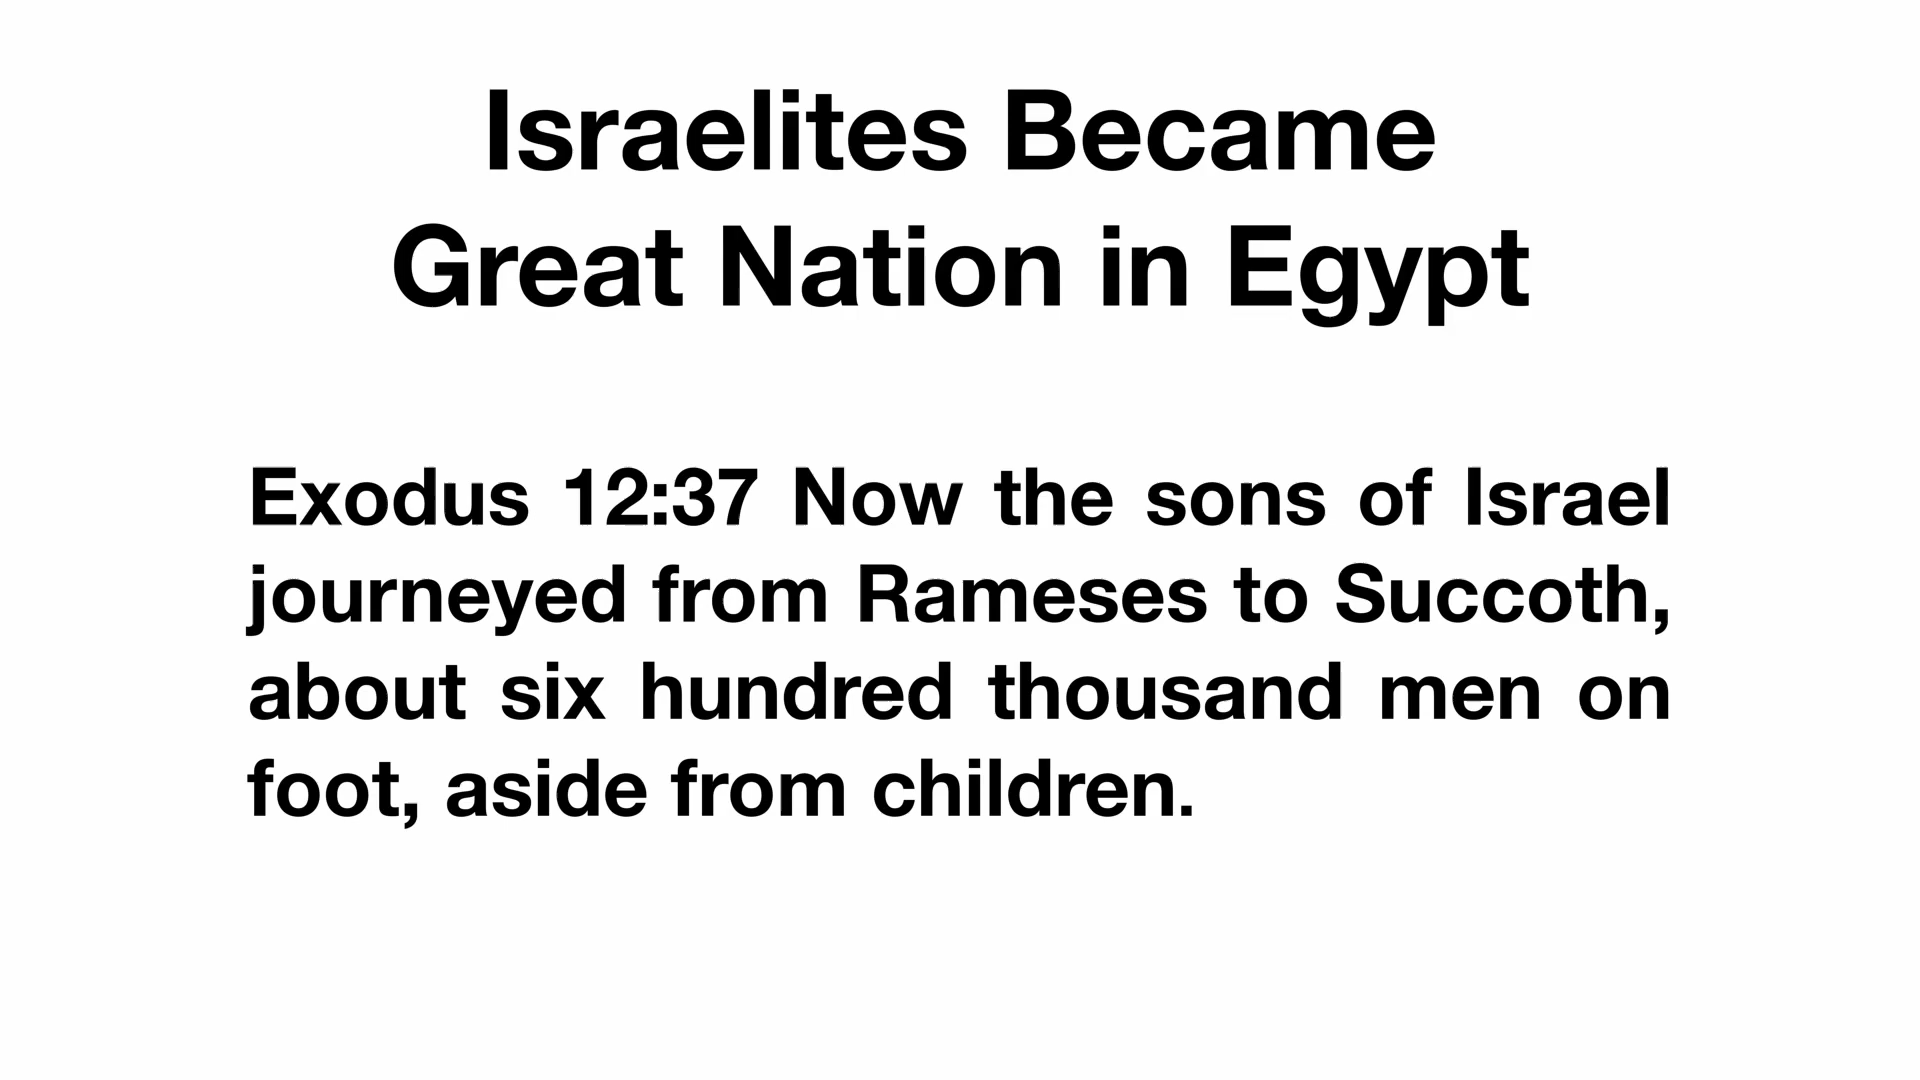 Israelites Became
Great Nation in Egypt
Exodus 12:37 Now the sons of Israel
journeyed from Rameses to Succoth,
about six hundred thousand men on
foot, aside from children.